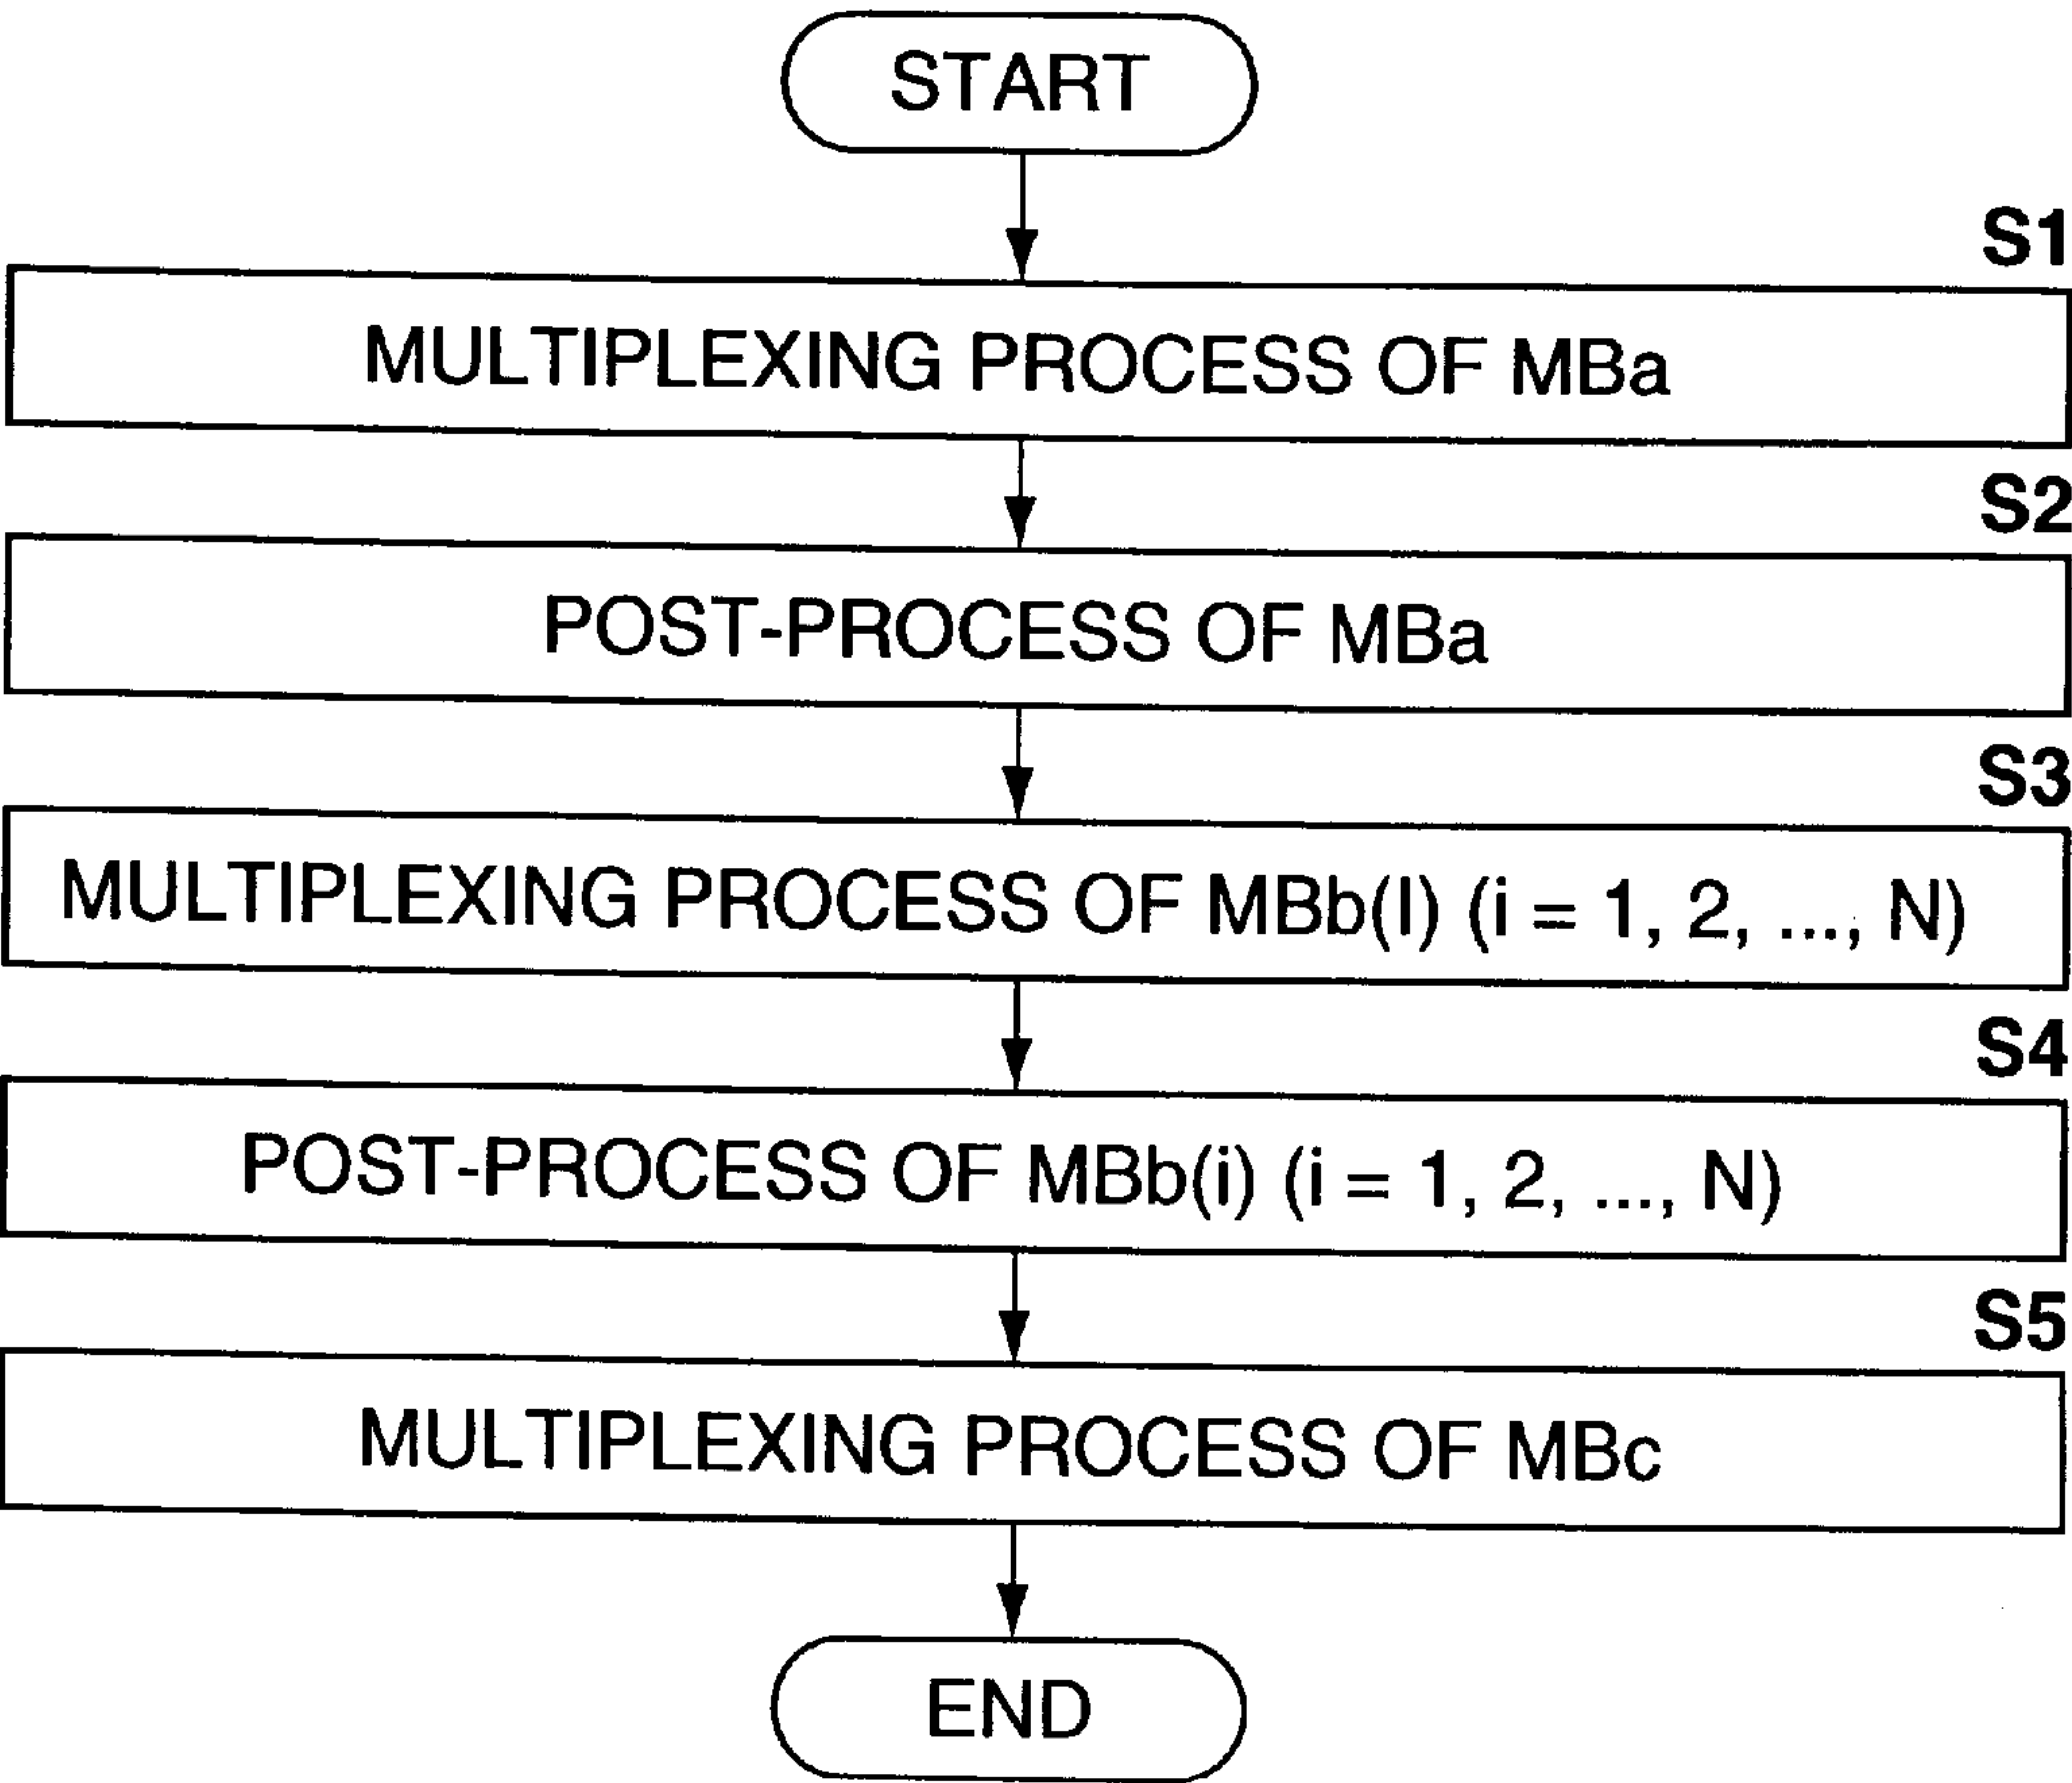 START
S1
MULTIPLEXING PROCESS OF MBa
S2
POST-PROCESS OF MBa
S3
MULTIPLEXING PROCESS OF MBb(I) (i = 1, 2, ..., N)
S4
POST-PROCESS OF MBb(i) (i = 1, 2, ..., N)
S5
MULTIPLEXING PROCESS OF MBc
END